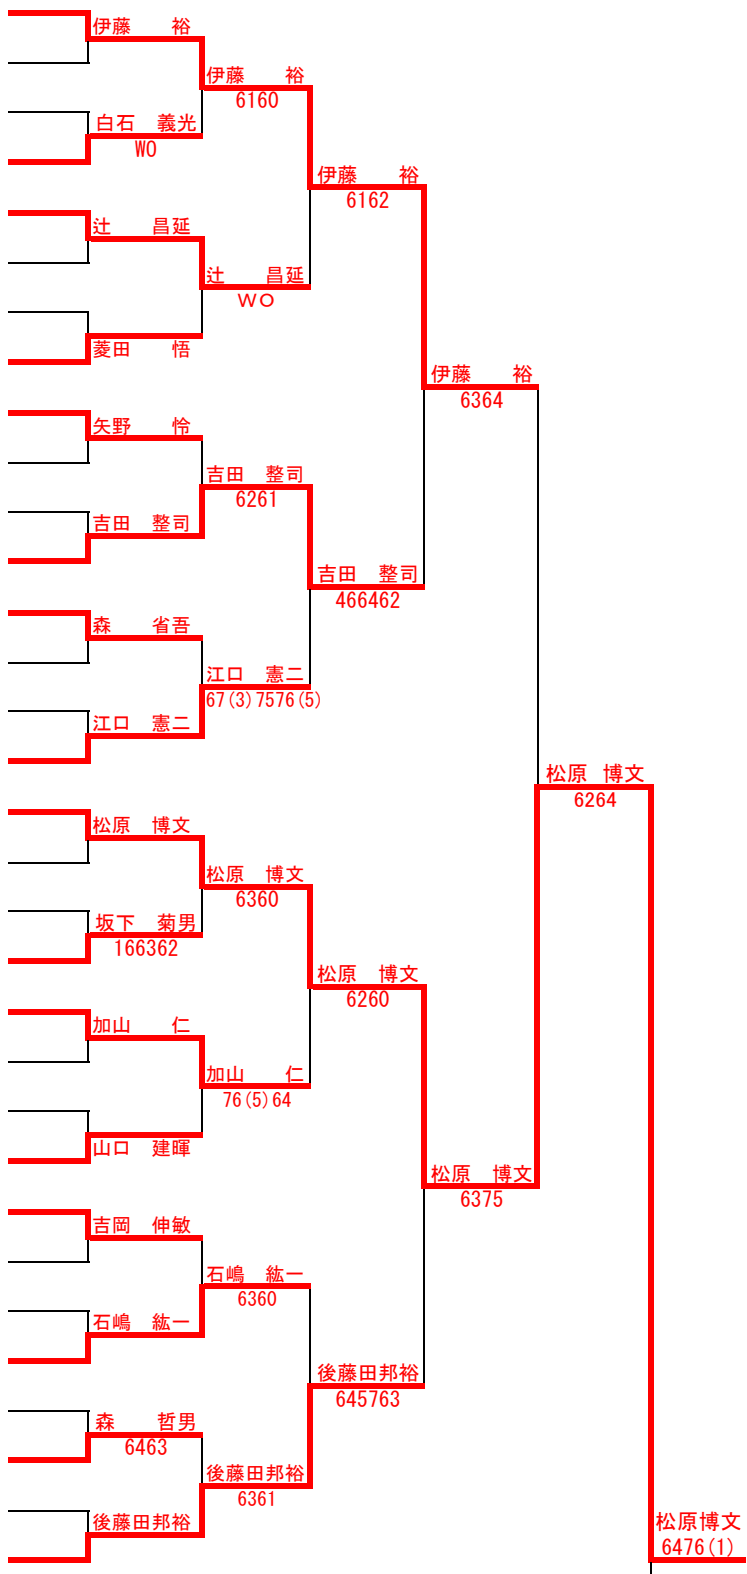 伊藤　　裕
伊藤　　裕
6160
白石　義光
WO
伊藤　　裕
6162
辻　　昌延
辻　　昌延
ＷＯ
菱田　　悟
伊藤　　裕
6364
矢野　　怜
吉田　整司
6261
吉田　整司
吉田　整司
466462
森　　省吾
江口　憲二
67(3)7576(5)
江口　憲二
松原　博文
6264
松原　博文
松原　博文
6360
坂下　菊男
166362
松原　博文
6260
加山　　仁
加山　　仁
76(5)64
山口　建暉
松原　博文
6375
吉岡　伸敏
石嶋　紘一
6360
石嶋　紘一
後藤田邦裕
645763
森　　哲男
6463
後藤田邦裕
6361
後藤田邦裕
松原博文
6476(1)